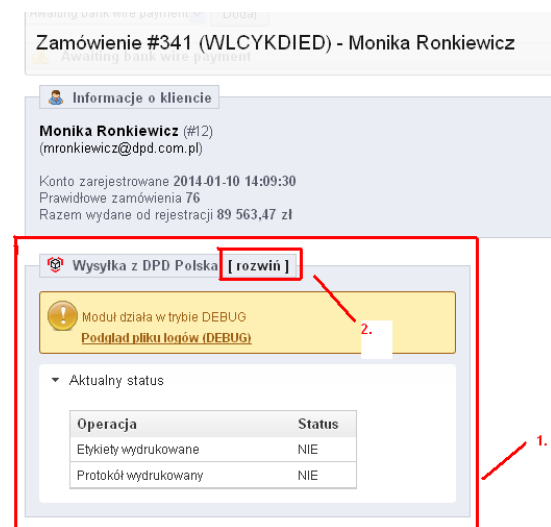 Awaiting bank wire payment Dodaj
Zamówienie #341 (WLCYKDIED) - Monika Ronkiewicz
Awaiting bank wire payment
Informacje o kliencie
Monika Ronkiewicz (#12)
(mronkiewicz@dpd.com.pl)
Konto zarejestrowane 2014-01-10 14:09:30
Prawidłowe zamówienia 76
Razem wydane od rejestracji 89 563,47 zł
Wysyłka z DPD Polska [ rozwiń ]
Moduł działa w trybie DEBUG
2.
Podgląd pliku logów (DEBUG)
Aktualny status
Operacja Status
Etykiety wydrukowane NIE
1.
Protokół wydrukowany NIE